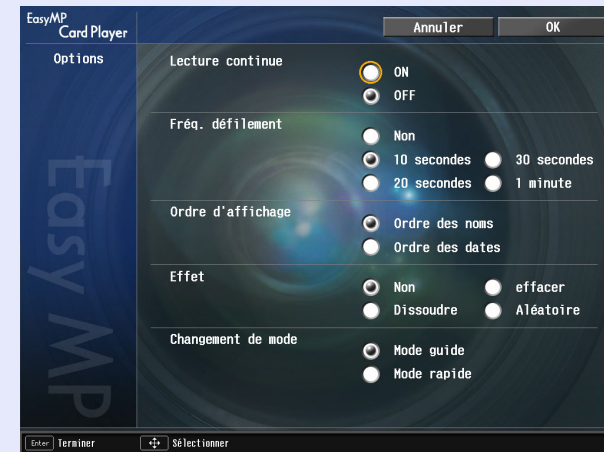 EasyMP
Card Player
Annuler
OK
Options
Lecture continue
ON
OFF
Fréq. défilement
Non
10 secondes
30 secondes
20 secondes
1 minute
Ordre d'affichage
Ordre des noms
Ordre des dates
Effet
Non
effacer
Dissoudre
Aléatoire
Changement de mode
Mode guide
Mode rapide
Easy MP
Enter Terminer
Sélectionner